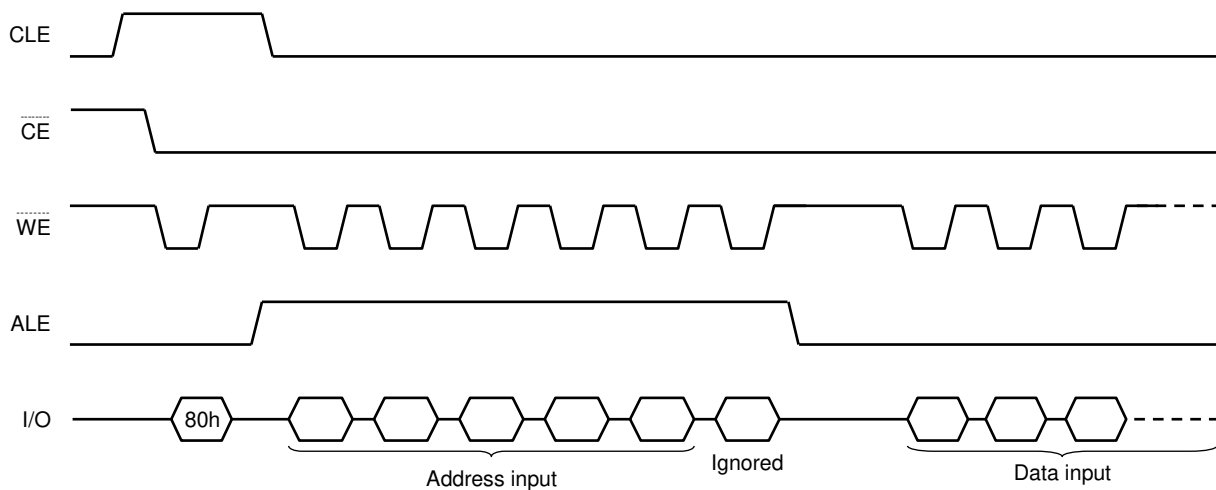 CLE
CE
WE
ALE
I/O
80h
Address input
Ignored
Data input